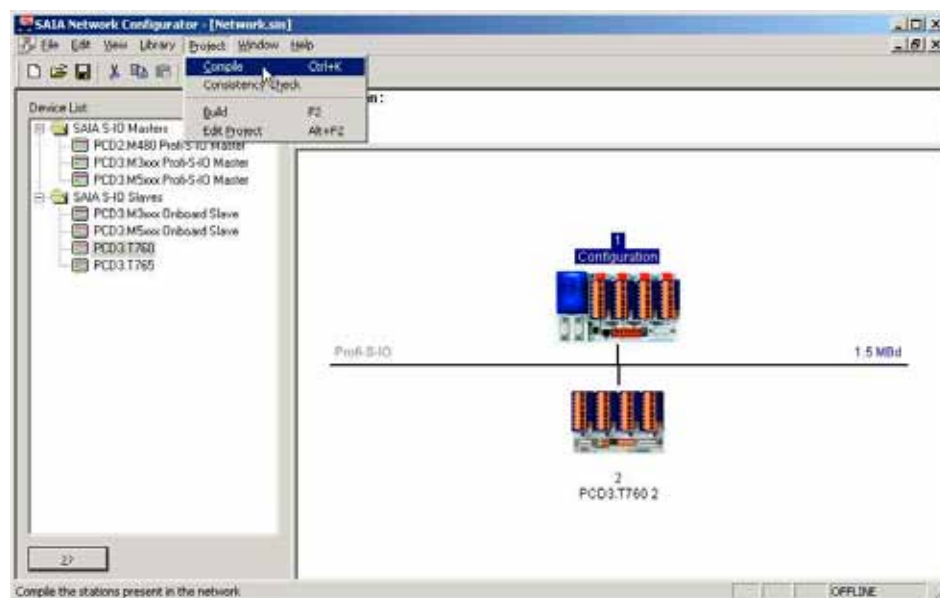 SAIA Network Configurator - [Network.sio]
File Edit View Library Project Window Help
Compile Ctrl+K
Consistency Check
Build F2
Edit Project Alt+F2
n:
Device List
SAIA S-IO Masters
PCD2.M480 Profi-S-IO Master
PCD3.M3xxx Profi-S-IO Master
PCD3.M5xxx Profi-S-IO Master
SAIA S-IO Slaves
PCD3.M3xxx Onboard Slave
PCD3.M5xxx Onboard Slave
PCD3.T760
PCD3.T765
1
Configuration
Profi-S-IO
1.5 MBd
2
PCD3.T760 2
>>
Compile the stations present in the network
OFFLINE